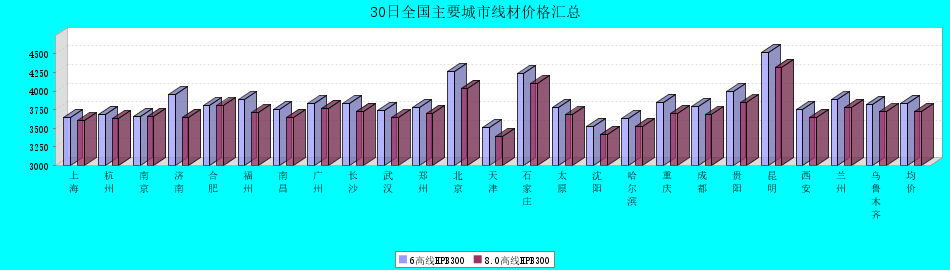 30日全国主要城市线材价格汇总
4500
4250
4000
3750
3500
3250
3000
上海 杭州 南京 济南 合肥 福州 南昌 广州 长沙 武汉 郑州 北京 天津 石家庄 太原 沈阳 哈尔滨 重庆 成都 贵阳 昆明 西安 兰州 乌鲁木齐 均价
6高线HPB300 8.0高线HPB300